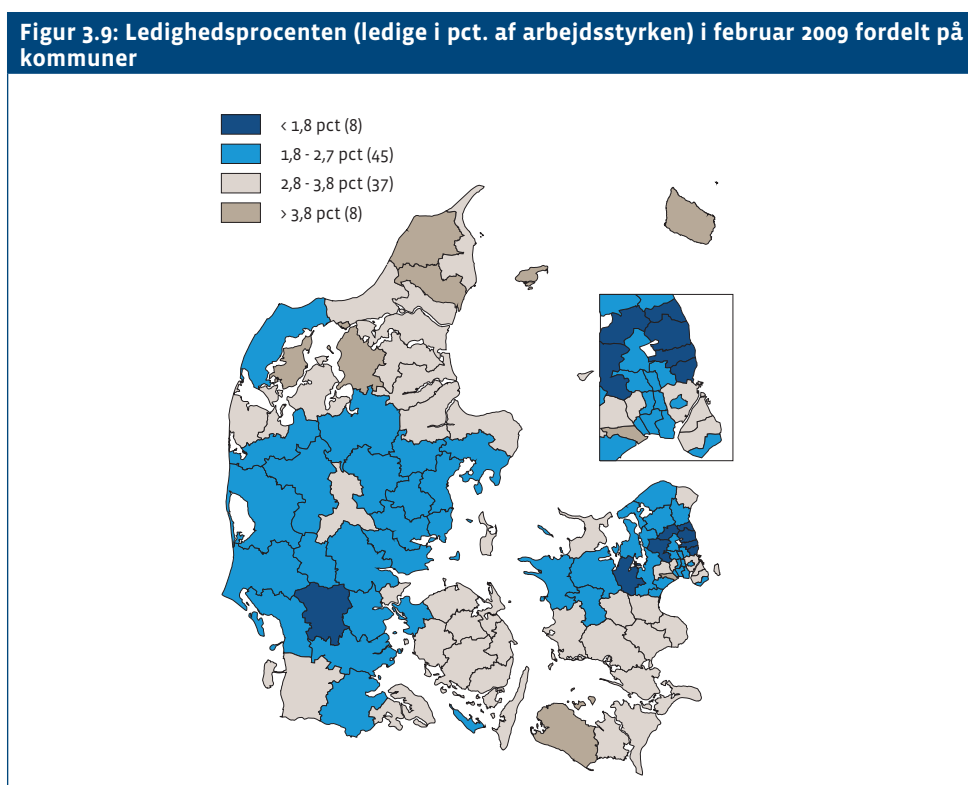 Figur 3.9: Ledighedsprocenten (ledige i pct. af arbejdsstyrken) i februar 2009 fordelt på
kommuner
< 1,8 pct (8)
1,8 - 2,7 pct (45)
2,8 - 3,8 pct (37)
> 3,8 pct (8)